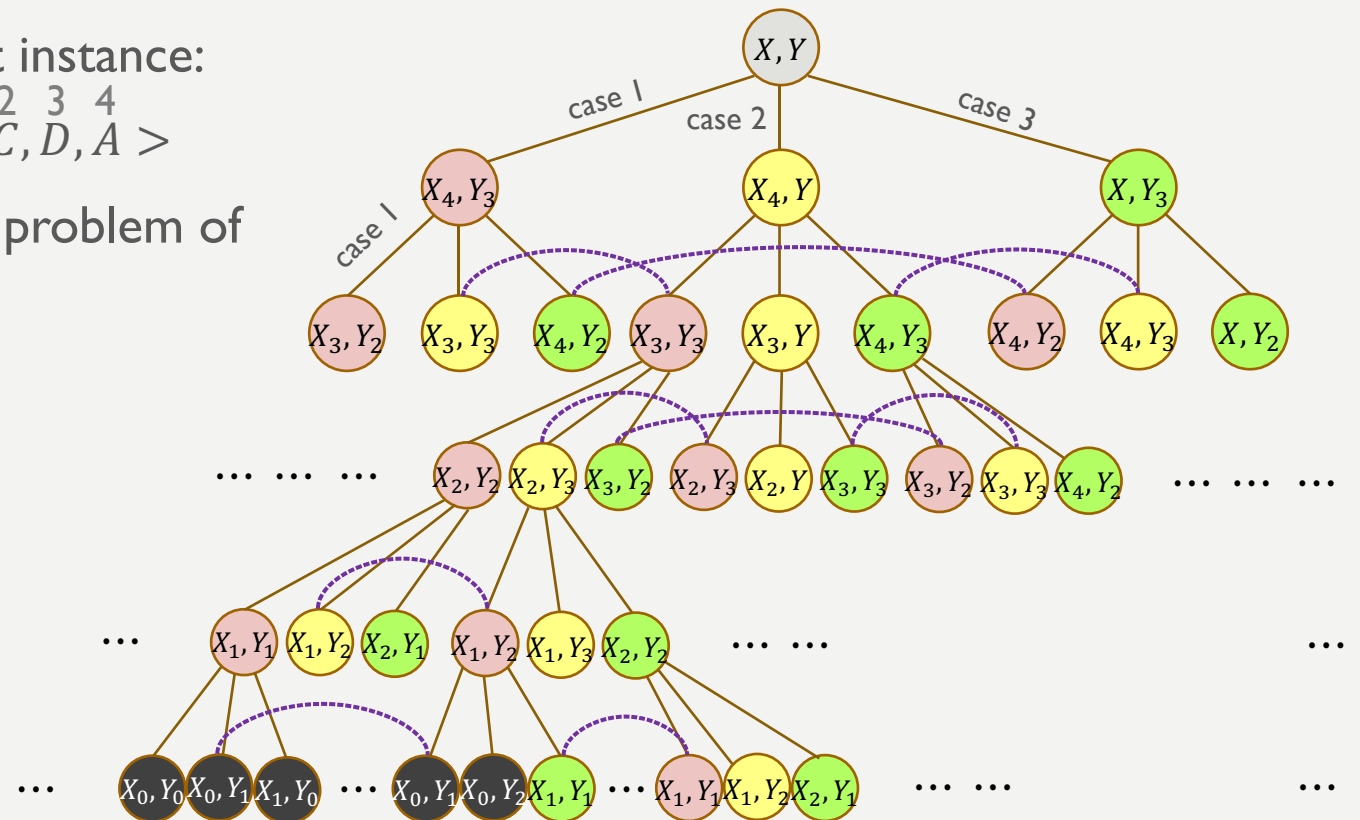 t instance:
2 3 4
C, D, A >
problem of
X, Y
case 1
case 2
case 3
X₄, Y₃
X₄, Y
X, Y₃
case 1
X₃, Y₂
X₃, Y₃
X₄, Y₂
X₃, Y₃
X₃, Y
X₄, Y₃
X₄, Y₂
X₄, Y₃
X, Y₂
... ... ...
X₂, Y₂
X₂, Y₃
X₃, Y₂
X₂, Y₃
X₂, Y
X₃, Y₃
X₃, Y₂
X₃, Y₃
X₄, Y₂
... ... ...
...
X₁, Y₁
X₁, Y₂
X₂, Y₁
X₁, Y₂
X₁, Y₃
X₂, Y₂
... ...
...
...
X₀, Y₀
X₀, Y₁
X₁, Y₀
...
X₀, Y₁
X₀, Y₂
X₁, Y₁
...
X₁, Y₁
X₁, Y₂
X₂, Y₁
... ...
...